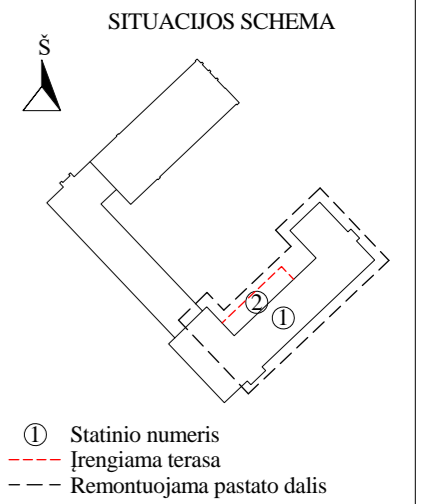 SITUACIJOS SCHEMA
Š
2
1
1 Statinio numeris
Įrengiama terasa
Remontuojama pastato dalis